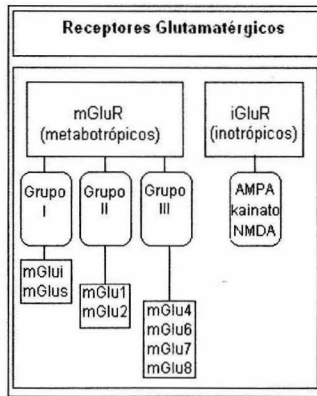 Receptores Glutamatérgicos
mGluR
(metabotrópicos)
iGluR
(inotrópicos)
Grupo
I
Grupo
II
Grupo
III
AMPA
kainato
NMDA
mGlui
mGlus
mGlu1
mGlu2
mGlu4
mGlu6
mGlu7
mGlu8